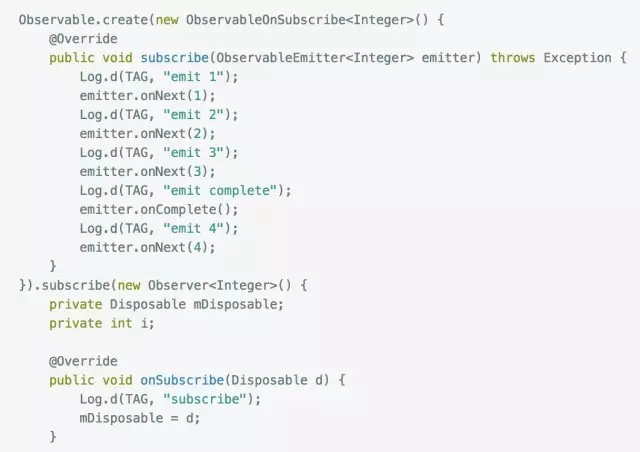 Observable.create(new ObservableOnSubscribe<Integer>() {
    @Override
    public void subscribe(ObservableEmitter<Integer> emitter) throws Exception {
        Log.d(TAG, "emit 1");
        emitter.onNext(1);
        Log.d(TAG, "emit 2");
        emitter.onNext(2);
        Log.d(TAG, "emit 3");
        emitter.onNext(3);
        Log.d(TAG, "emit complete");
        emitter.onComplete();
        Log.d(TAG, "emit 4");
        emitter.onNext(4);
    }
}).subscribe(new Observer<Integer>() {
    private Disposable mDisposable;
    private int i;

    @Override
    public void onSubscribe(Disposable d) {
        Log.d(TAG, "subscribe");
        mDisposable = d;
    }